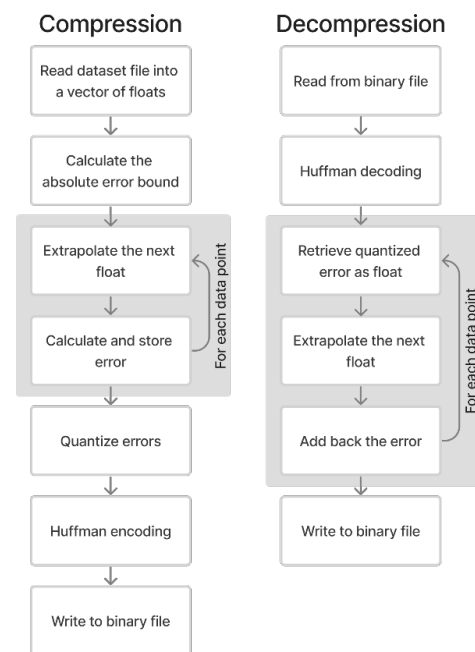 Compression
Read dataset file into
a vector of floats
Calculate the
absolute error bound
Extrapolate the next
float
Calculate and store
error
For each data point
Quantize errors
Huffman encoding
Write to binary file
Decompression
Read from binary file
Huffman decoding
Retrieve quantized
error as float
Extrapolate the next
float
Add back the error
For each data point
Write to binary file